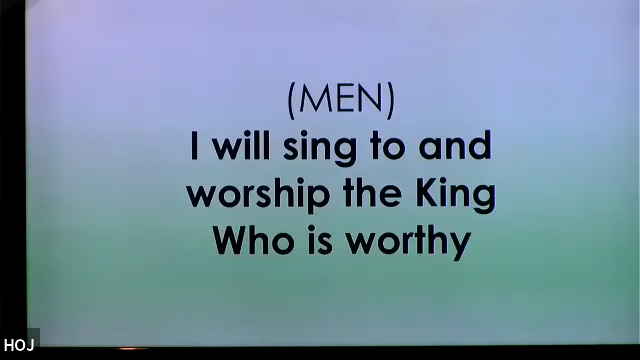 (MEN)
I will sing to and
worship the King
Who is worthy
HOJ